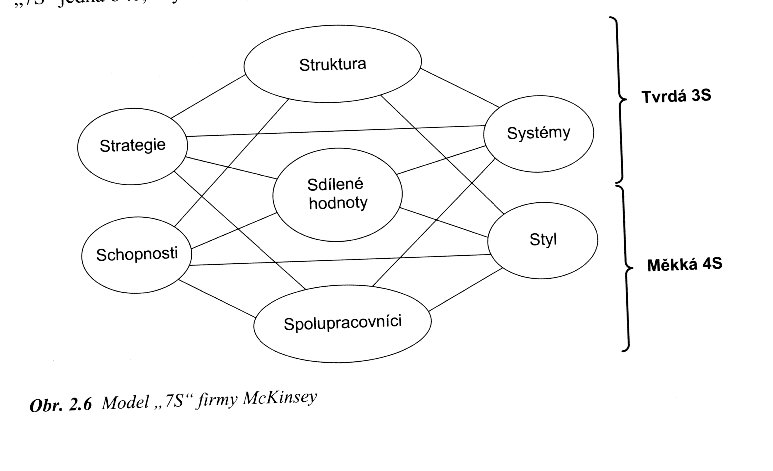 „7S“
Struktura
Tvrdá 3S
Strategie
Systémy
Sdílené
hodnoty
Schopnosti
Styl
Měkká 4S
Spolupracovníci
Obr. 2.6 Model „7S“ firmy McKinsey